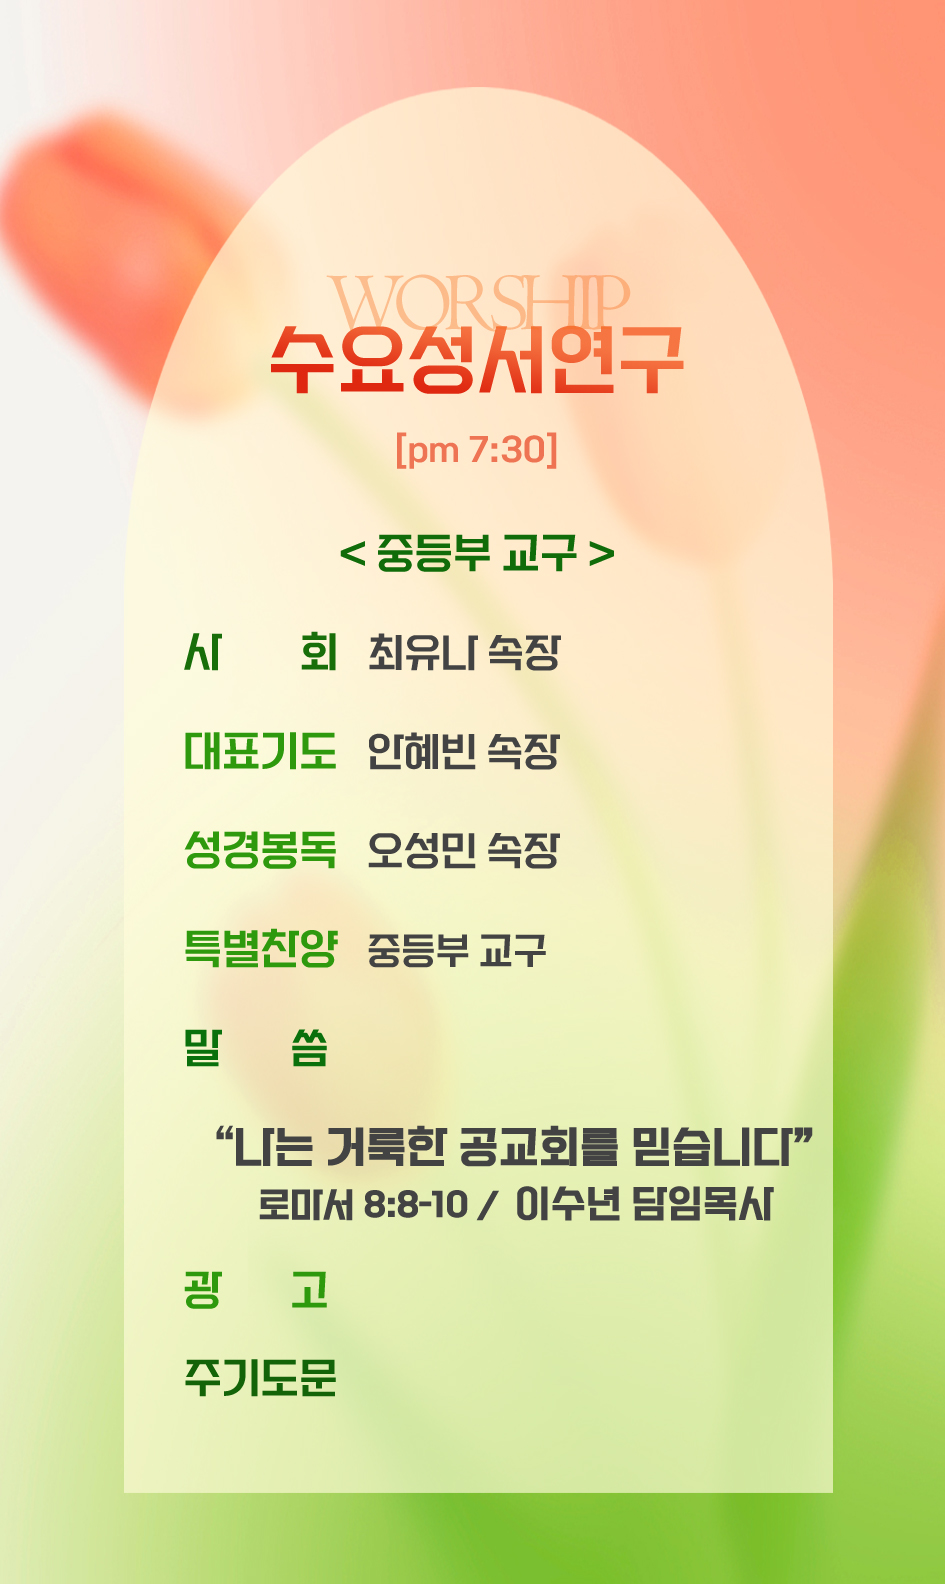 WORSHIP
수요성서연구
[pm 7:30]
< 중등부 교구 >
사 회 최유나 속장
대표기도 안혜빈 속장
성경봉독 오성민 속장
특별찬양 중등부 교구
말 씀
“나는 거룩한 공교회를 믿습니다”
로마서 8:8-10 / 이수년 담임목사
광 고
주기도문